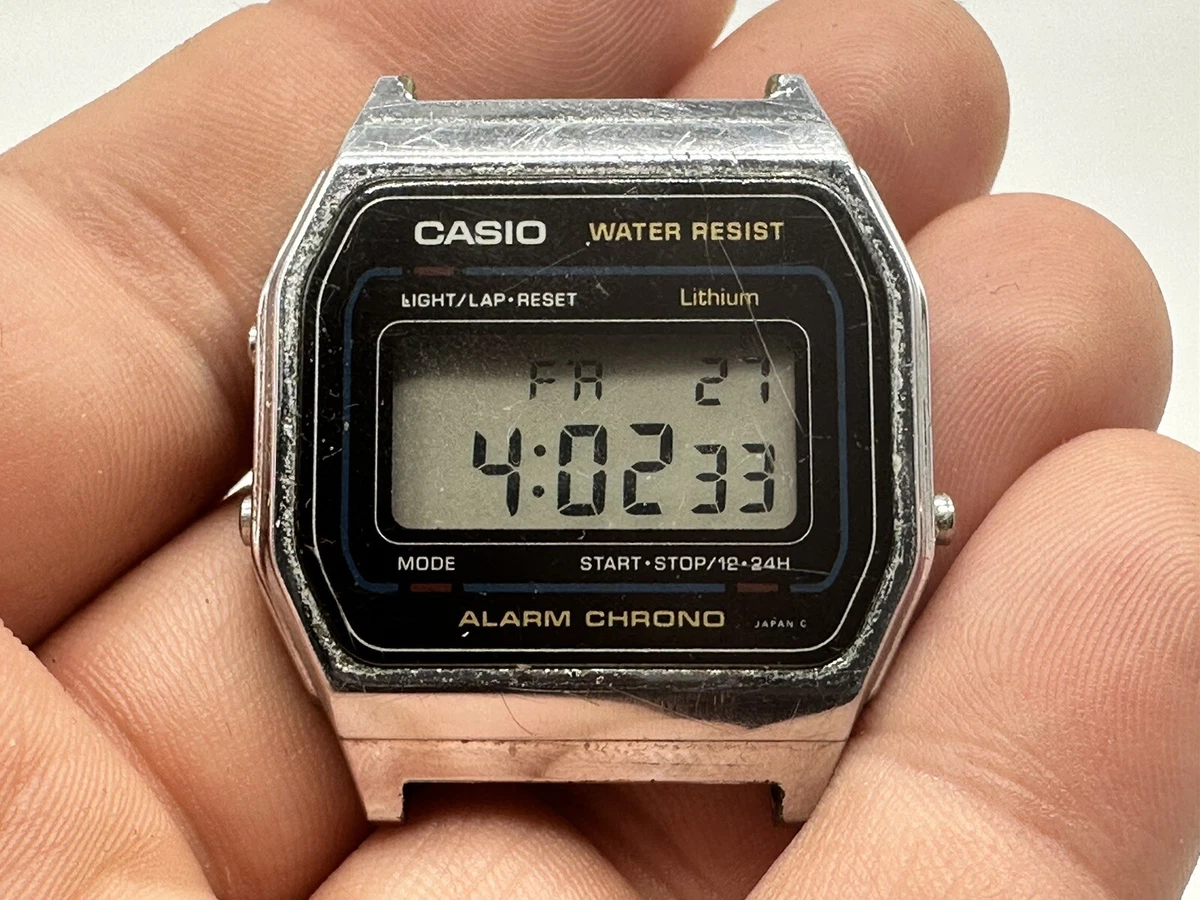 CASIO WATER RESIST
LIGHT/LAP•RESET Lithium
FR 27
4:02 33
MODE START•STOP/12•24H
ALARM CHRONO JAPAN C